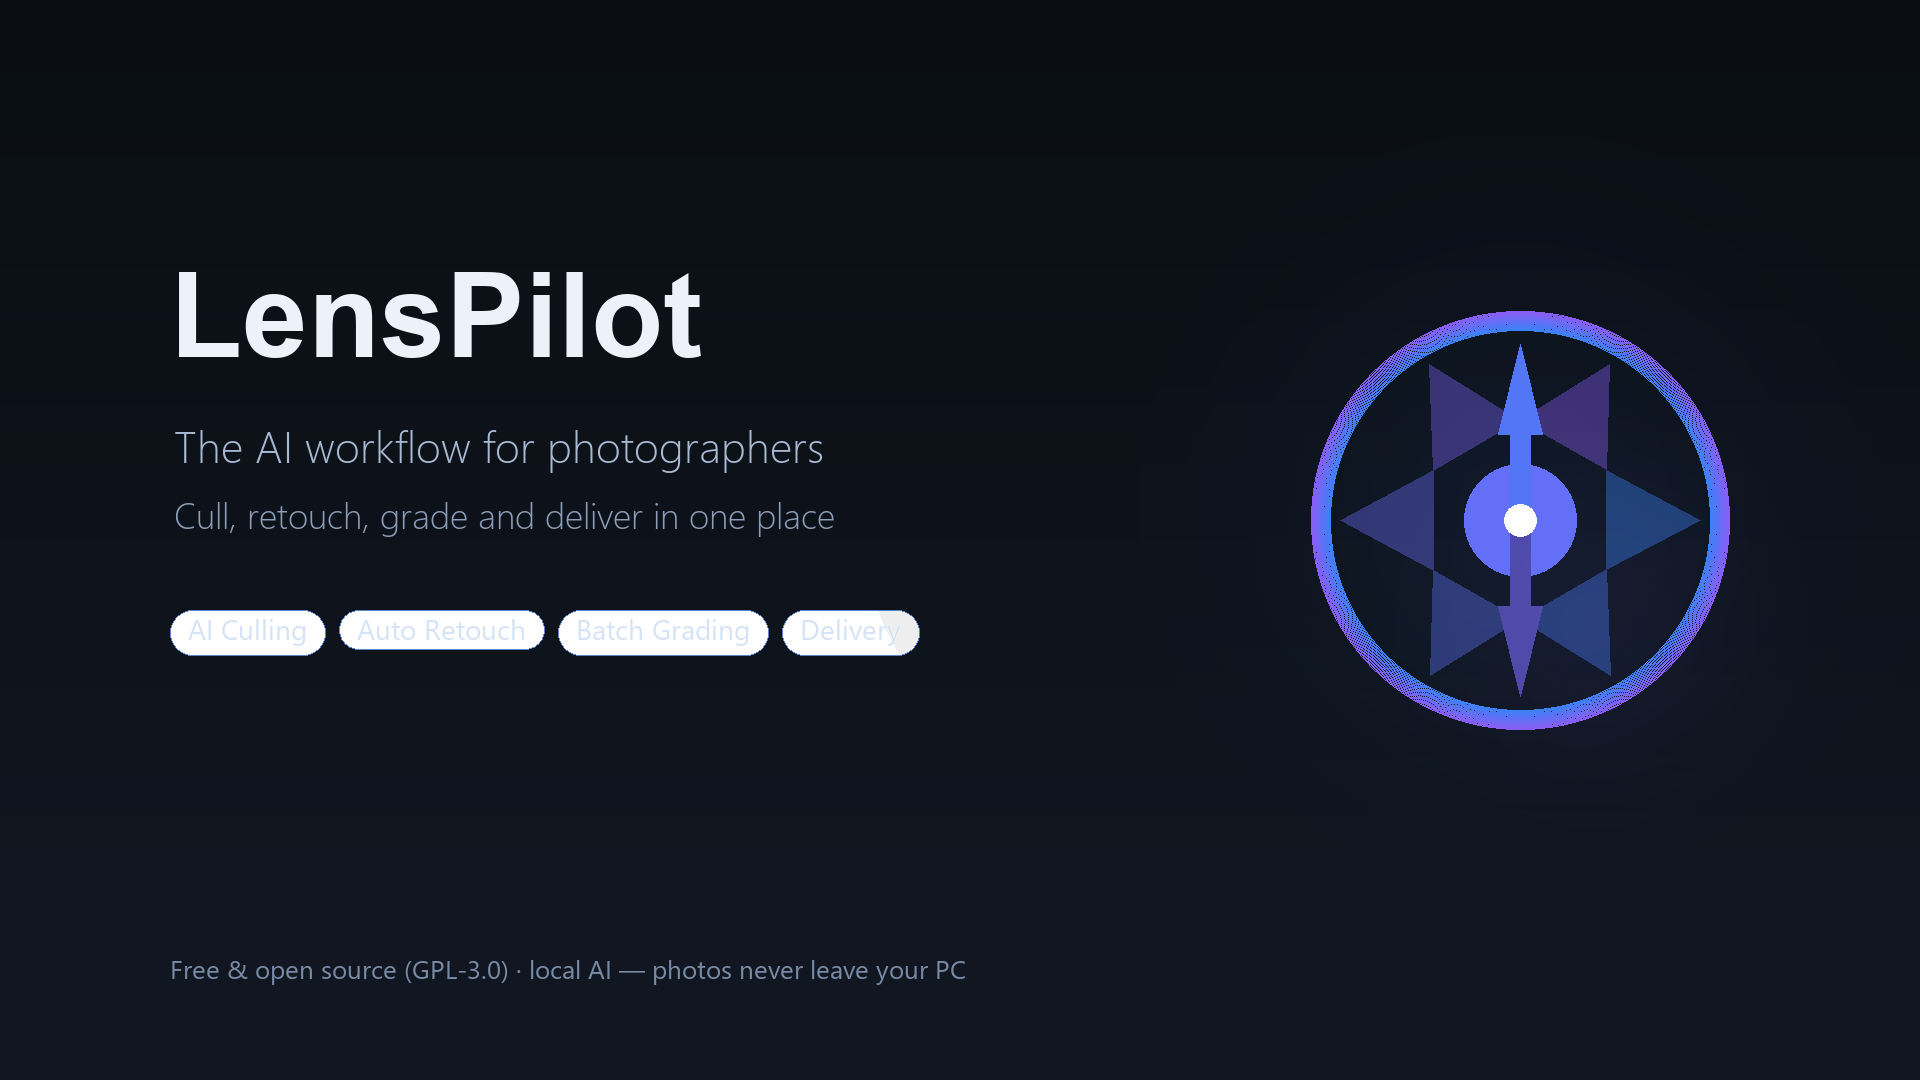 LensPilot
The AI workflow for photographers
Cull, retouch, grade and deliver in one place
AI Culling Auto Retouch Batch Grading Delivery
Free & open source (GPL-3.0) · local AI — photos never leave your PC